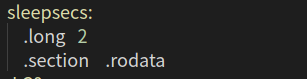 sleepsecs:
.long 2
.section .rodata